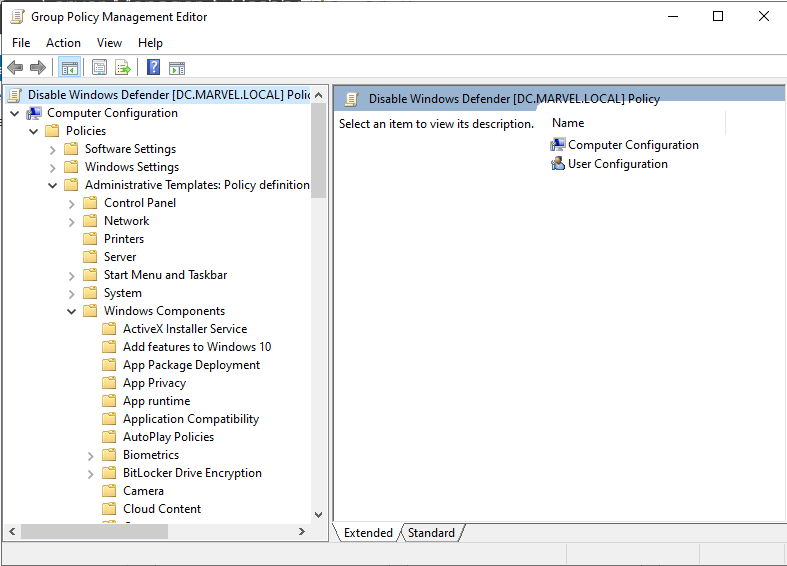 Group Policy Management Editor
File Action View Help
Disable Windows Defender [DC.MARVEL.LOCAL]
Computer Configuration
Policies
Software Settings
Windows Settings
Administrative Templates: Policy definition
Control Panel
Network
Printers
Server
Start Menu and Taskbar
System
Windows Components
ActiveX Installer Service
Add features to Windows 10
App Package Deployment
App Privacy
App runtime
Application Compatibility
AutoPlay Policies
Biometrics
BitLocker Drive Encryption
Camera
Cloud Content
Disable Windows Defender [DC.MARVEL.LOCAL] Policy
Select an item to view its description.
Name
Computer Configuration
User Configuration
Extended Standard